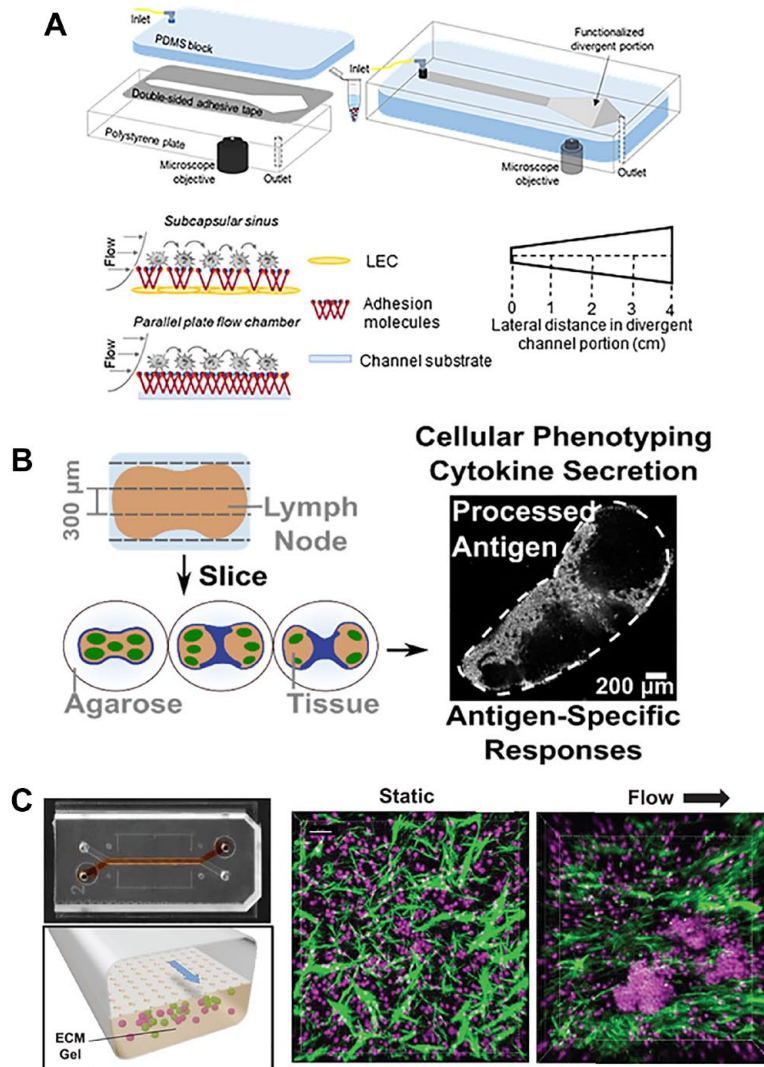 A
Inlet
PDMS block
Double-sided adhesive tape
Polystyrene plate
Microscope
objective
Outlet
Inlet
Functionalized
divergent portion
Microscope
objective
Outlet
Subcapsular sinus
Flow
LEC
Adhesion
molecules
Parallel plate flow chamber
Flow
Channel substrate
0 1 2 3 4
Lateral distance in divergent
channel portion (cm)
B
300 µm
Lymph
Node
Slice
Agarose
Tissue
Cellular Phenotyping
Cytokine Secretion
Processed
Antigen
200 µm
Antigen-Specific
Responses
C
2
ECM
Gel
Static
Flow